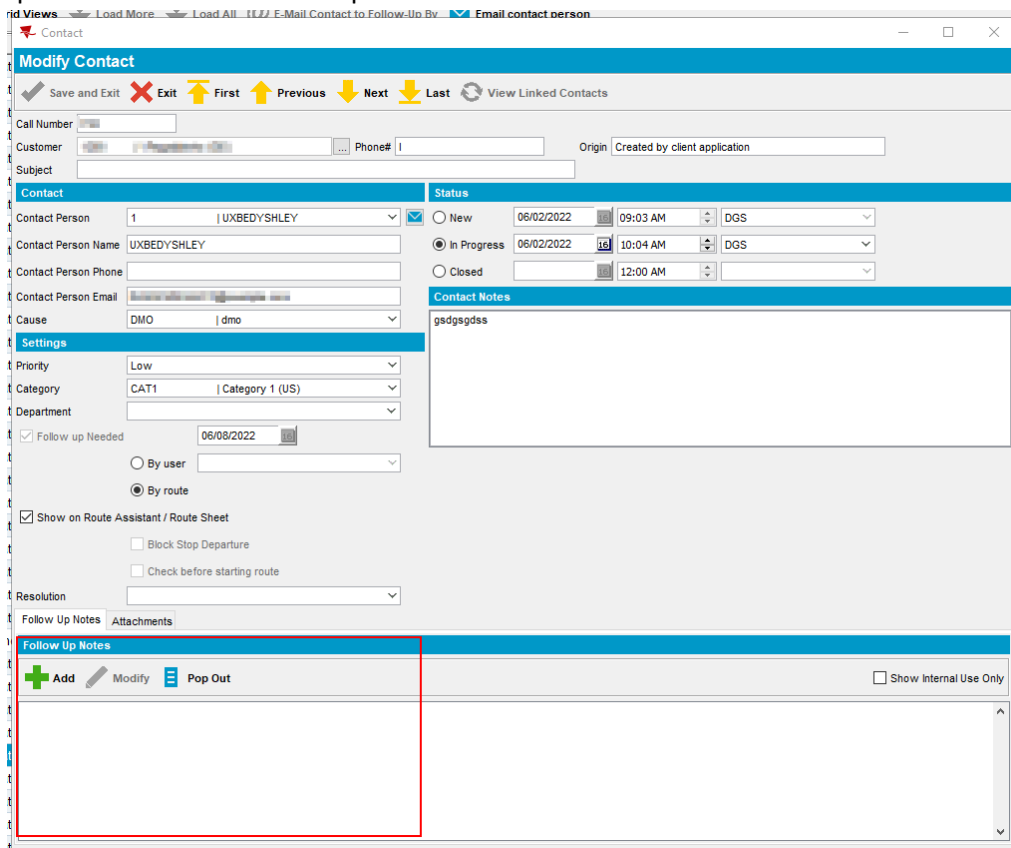 rid Views Load More Load All E-Mail Contact to Follow-Up By Email contact person
Contact
Modify Contact
Save and Exit Exit First Previous Next Last View Linked Contacts
Call Number
Customer ... Phone# Origin Created by client application
Subject
Contact Status
Contact Person 1 | UXBEDYSHLEY New 06/02/2022 16 09:03 AM DGS
Contact Person Name UXBEDYSHLEY In Progress 06/02/2022 16 10:04 AM DGS
Contact Person Phone Closed 16 12:00 AM
Contact Person Email Contact Notes
Cause DMO | dmo gsdgsgdss
Settings
Priority Low
Category CAT1 | Category 1 (US)
Department
Follow up Needed 06/08/2022 16
By user
By route
Show on Route Assistant / Route Sheet
Block Stop Departure
Check before starting route
Resolution
Follow Up Notes Attachments
Follow Up Notes
Add Modify Pop Out Show Internal Use Only